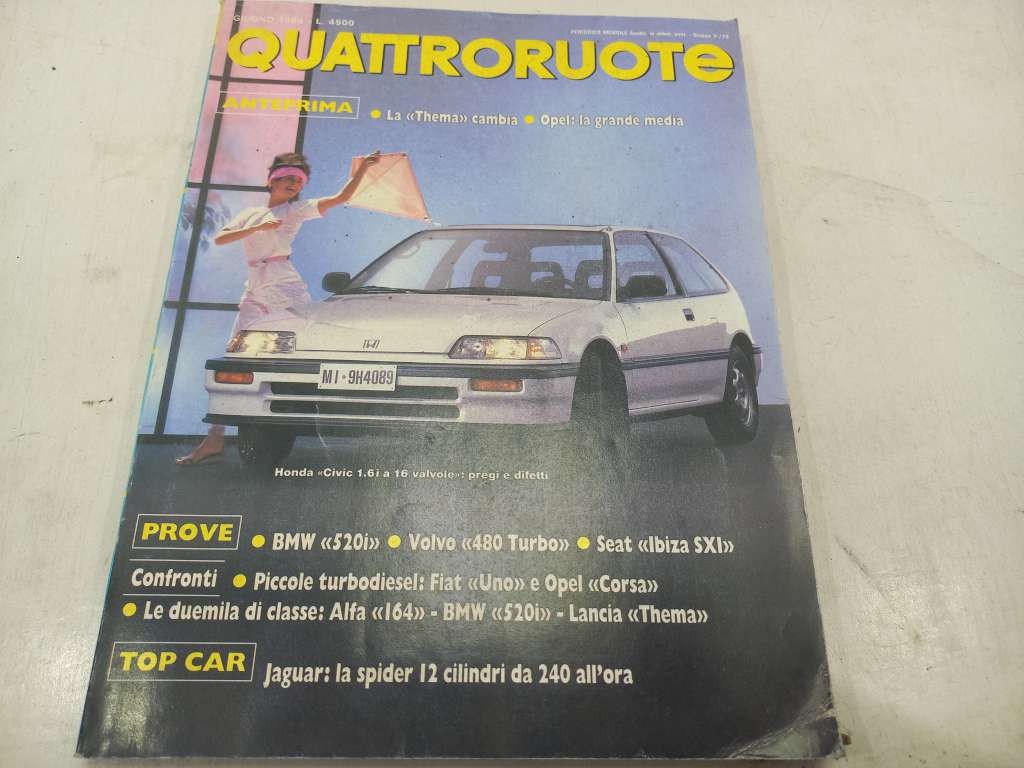 GIUGNO 1988 - L. 4500
QUATTRORUOTe
ANTEPRIMA
• La «Thema» cambia • Opel: la grande media
MI·9H4089
Honda «Civic 1.6i a 16 valvole»: pregi e difetti
PROVE • BMW «520i» • Volvo «480 Turbo» • Seat «Ibiza SXI»
Confronti • Piccole turbodiesel: Fiat «Uno» e Opel «Corsa»
• Le duemila di classe: Alfa «164» - BMW «520i» - Lancia «Thema»
TOP CAR Jaguar: la spider 12 cilindri da 240 all'ora